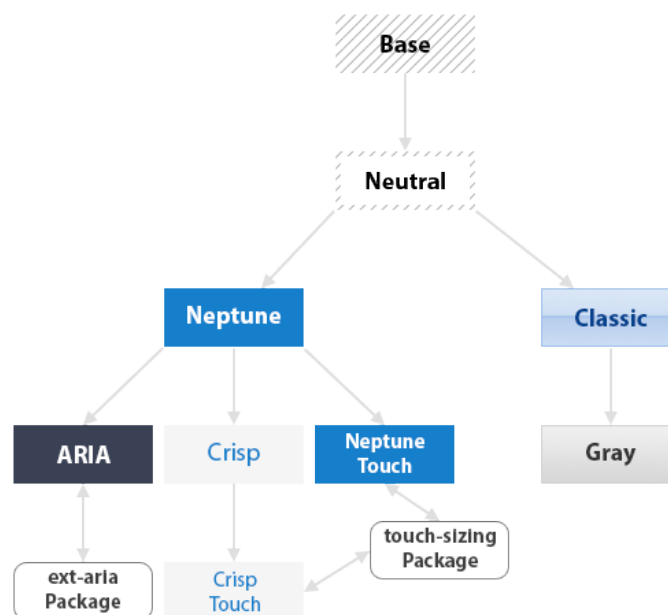 Base
Neutral
Neptune
Classic
ARIA
Crisp
Neptune
Touch
Gray
touch-sizing
Package
ext-aria
Package
Crisp
Touch